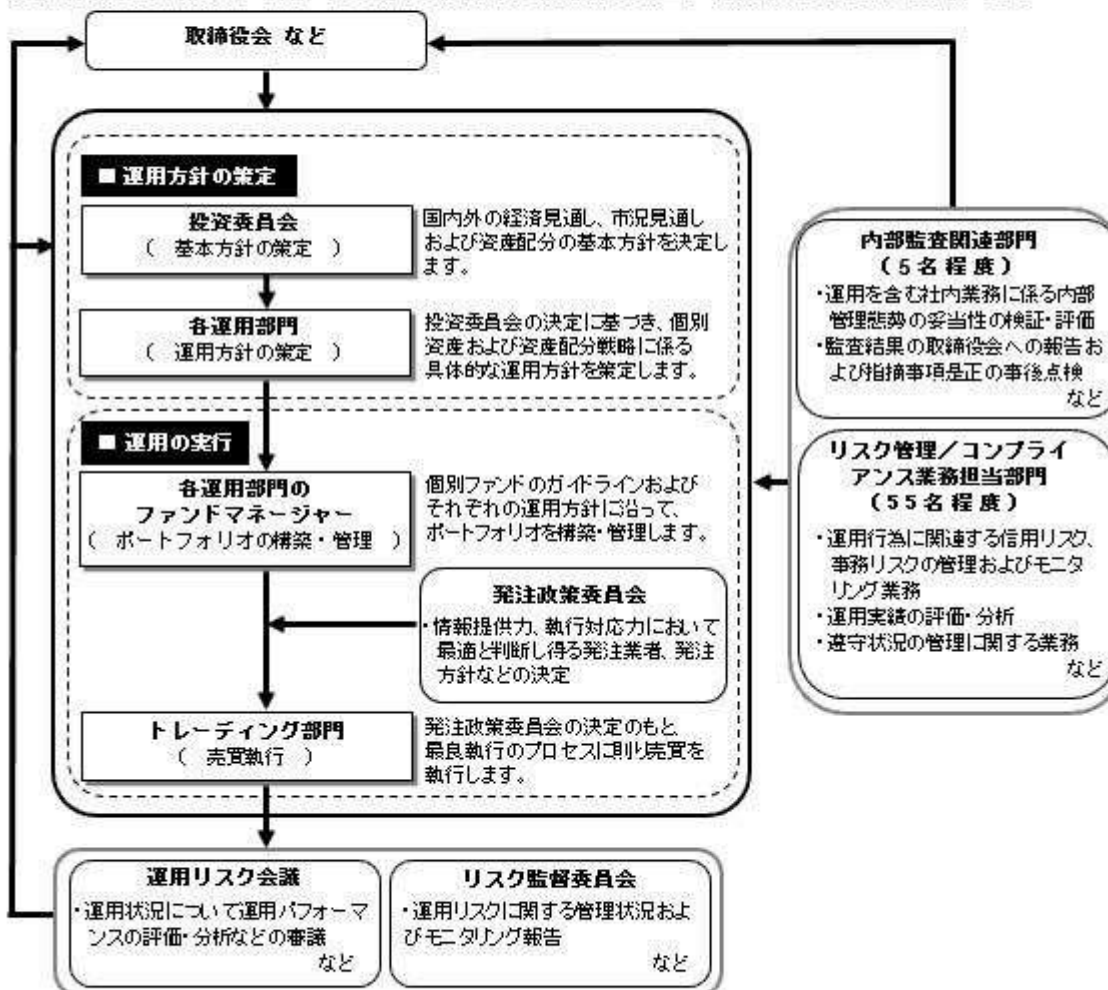 取締役会 など
■ 運用方針の策定
投資委員会
( 基本方針の策定 )
国内外の経済見通し、市況見通し
および資産配分の基本方針を決定し
ます。
各運用部門
( 運用方針の策定 )
投資委員会の決定に基づき、個別
資産および資産配分戦略に係る
具体的な運用方針を策定します。
■ 運用の実行
各運用部門の
ファンドマネージャー
( ポートフォリオの構築・管理 )
個別ファンドのガイドラインおよび
それぞれの運用方針に沿って、
ポートフォリオを構築・管理します。
発注政策委員会
・情報提供力、執行対応力において
最適と判断し得る発注業者、発注
方針などの決定
トレーディング部門
( 売買執行 )
発注政策委員会の決定のもと
最良執行のプロセスに則り売買を
執行します。
内部監査関連部門
(5名程度)
・運用を含む社内業務に係る内部
管理態勢の妥当性の検証・評価
・監査結果の取締役会への報告お
よび指摘事項是正の事後点検
など
リスク管理/コンプライ
アンス業務担当部門
(55名程度)
・運用行為に関連する信用リスク、
事務リスクの管理およびモニタ
リング業務
・運用実績の評価・分析
・遵守状況の管理に関する業務
など
運用リスク会議
・運用状況について運用パフォーマ
ンスの評価・分析などの審議
など
リスク監督委員会
・運用リスクに関する管理状況およ
びモニタリング報告
など